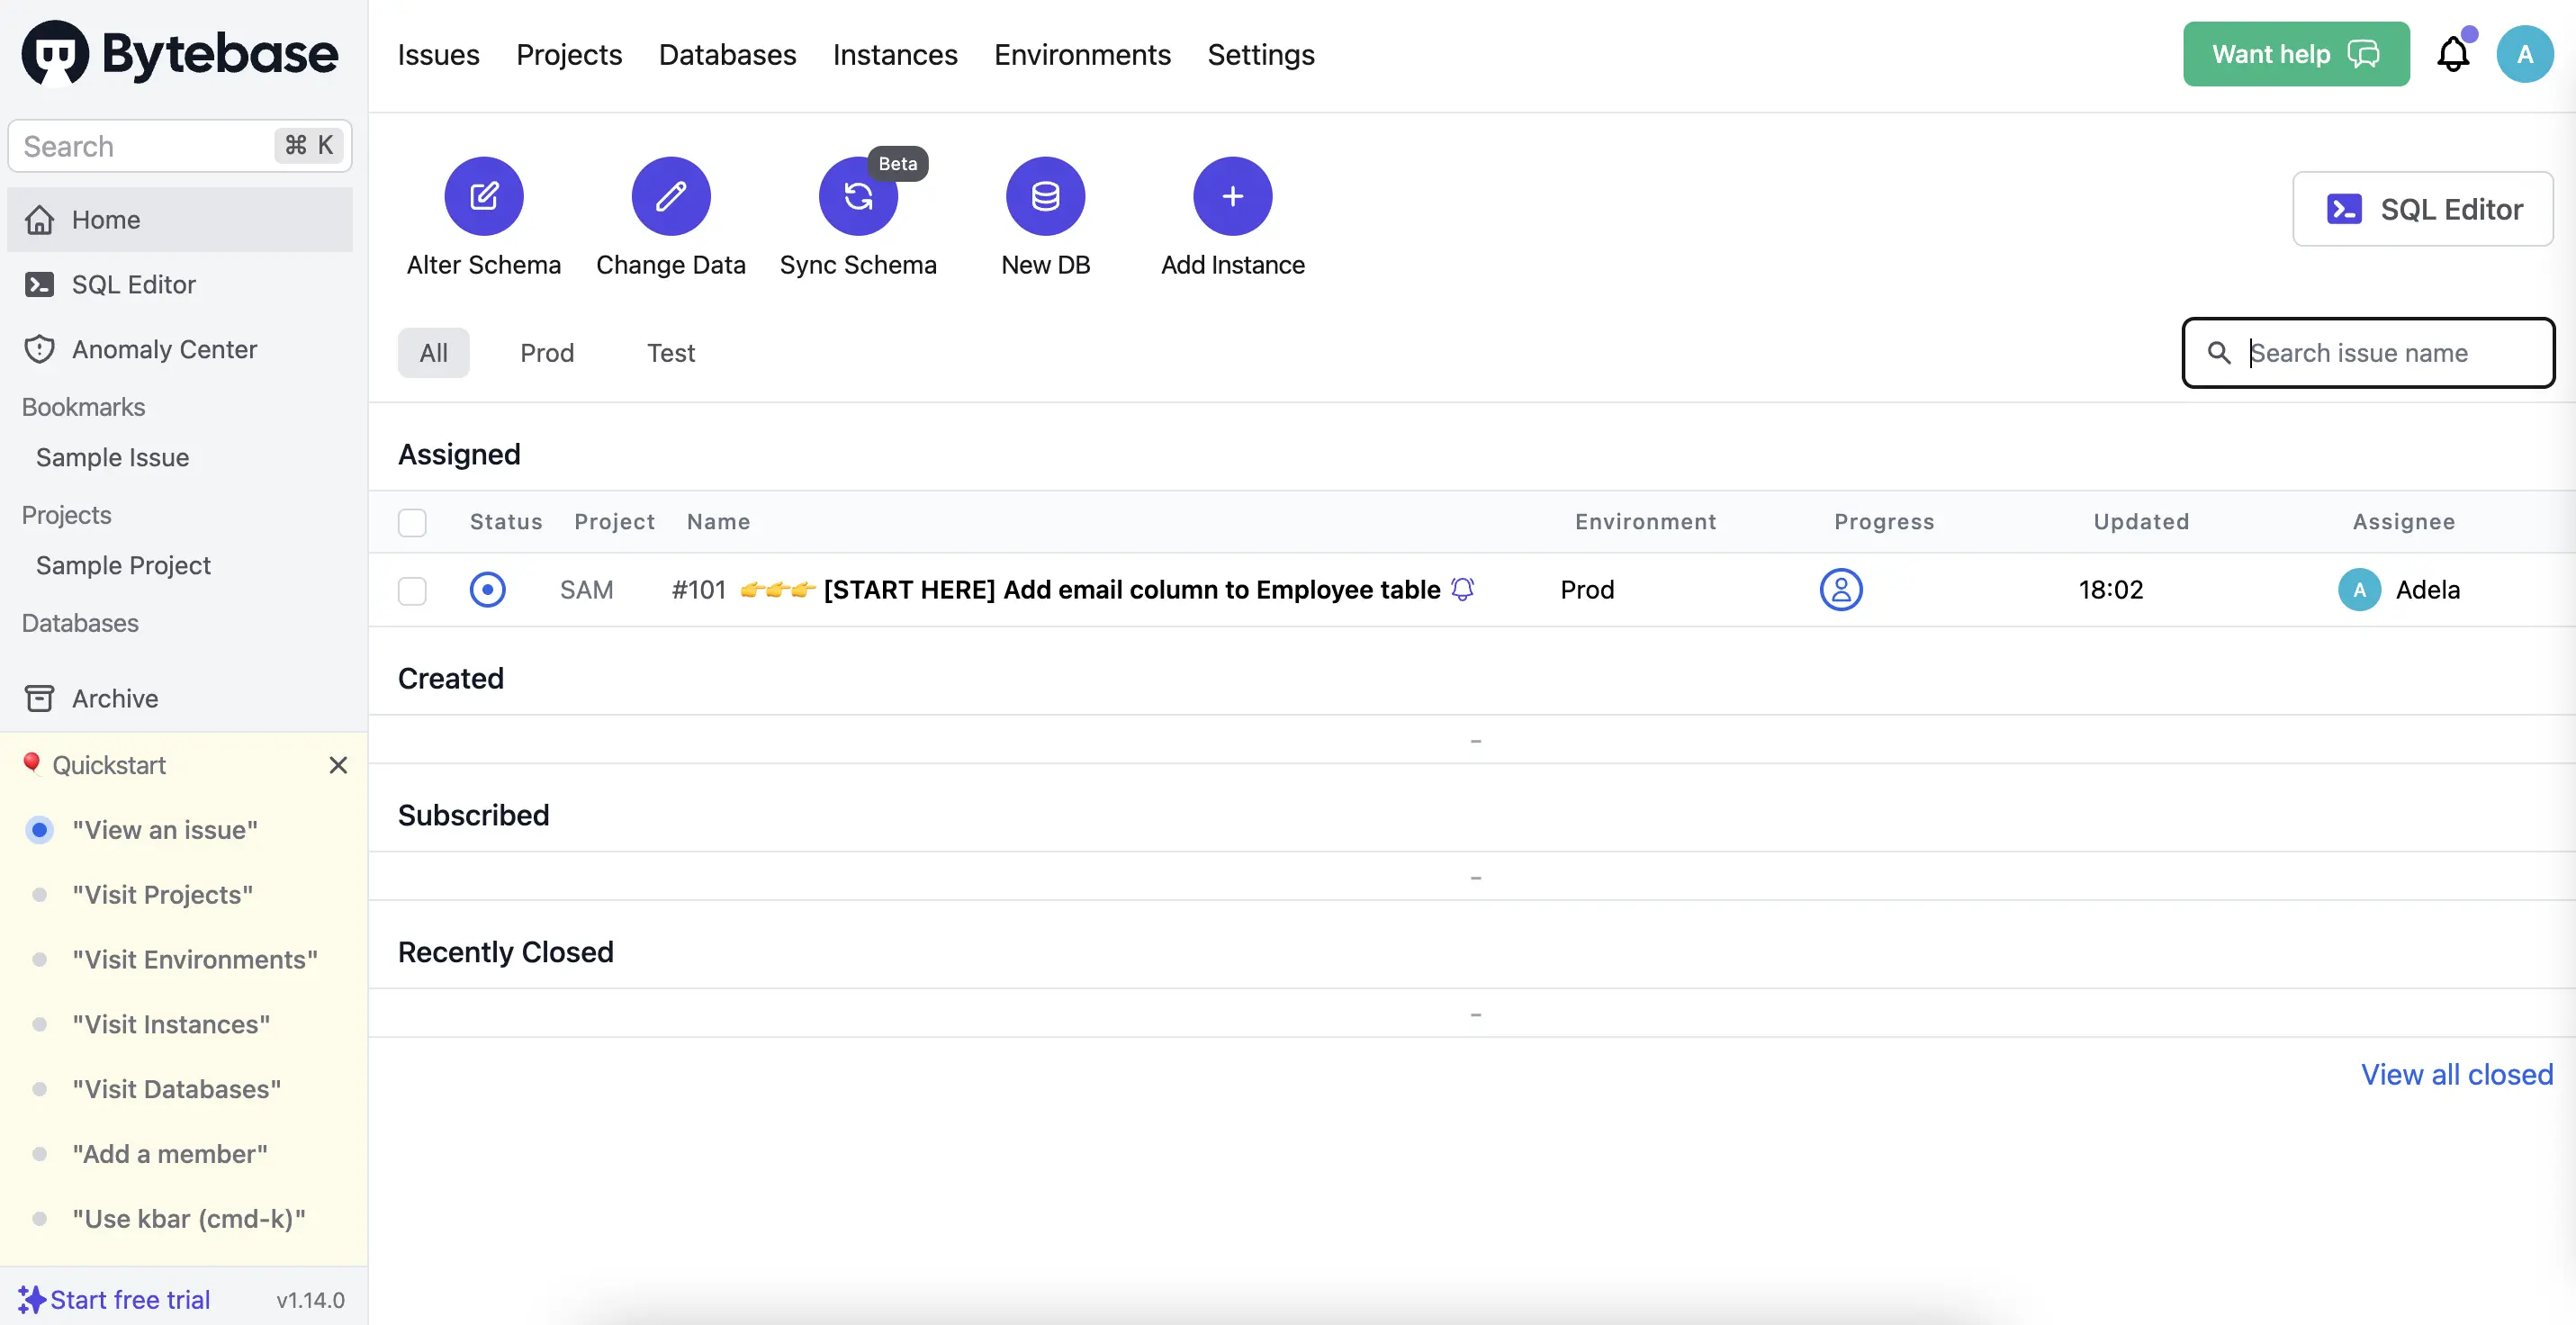 Bytebase
Issues Projects Databases Instances Environments Settings
Want help
A
Search ⌘ K
Home
SQL Editor
Anomaly Center
Bookmarks
Sample Issue
Projects
Sample Project
Databases
Archive
Quickstart
"View an issue"
"Visit Projects"
"Visit Environments"
"Visit Instances"
"Visit Databases"
"Add a member"
"Use kbar (cmd-k)"
Start free trial v1.14.0
Beta
Alter Schema Change Data Sync Schema New DB Add Instance
SQL Editor
All Prod Test
Search issue name
Assigned
Status Project Name Environment Progress Updated Assignee
SAM #101 👉👉👉 [START HERE] Add email column to Employee table Prod 18:02 A Adela
Created
-
Subscribed
-
Recently Closed
-
View all closed